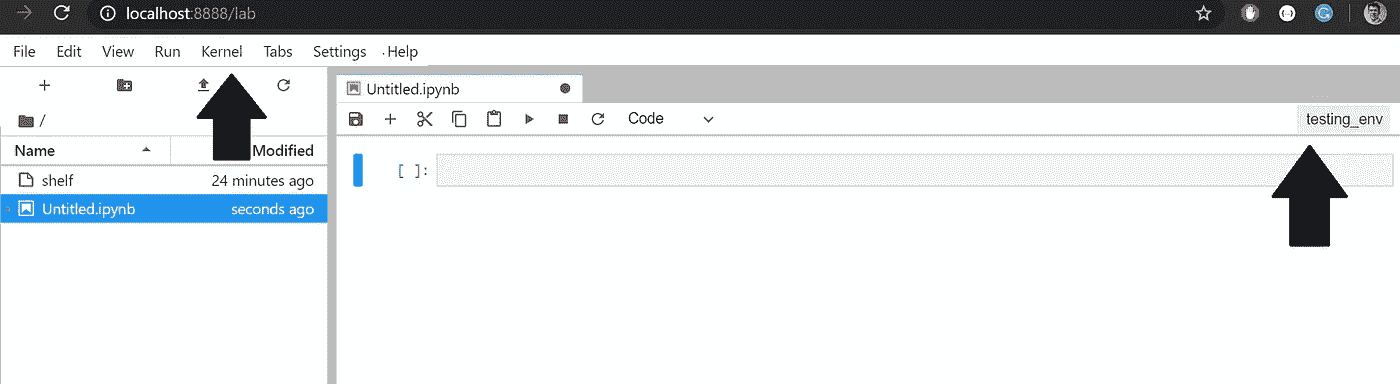 localhost:8888/lab
File Edit View Run Kernel Tabs Settings Help
Untitled.ipynb
Code
testing_env
/
Name Modified
[ ]:
shelf 24 minutes ago
Untitled.ipynb seconds ago